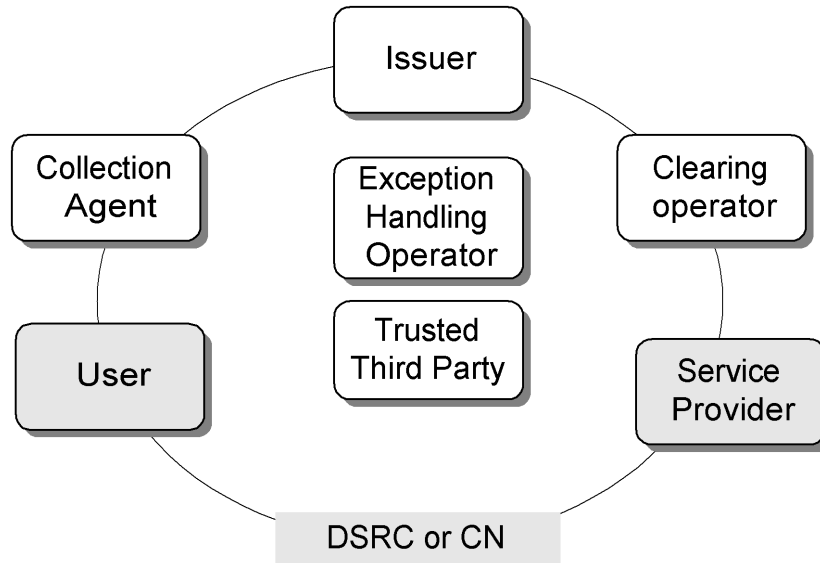 Issuer
Collection
Agent
Exception
Handling
Operator
Clearing
operator
Trusted
Third Party
User
Service
Provider
DSRC or CN